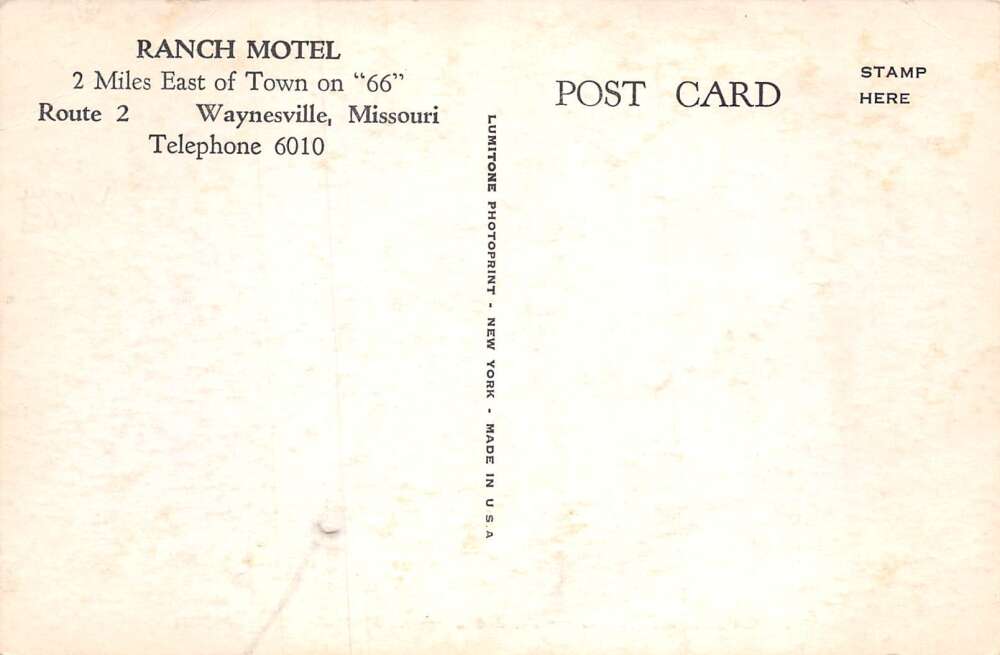 RANCH MOTEL
2 Miles East of Town on “66”
Route 2 Waynesville, Missouri
Telephone 6010
LUMITONE PHOTOPRINT - NEW YORK - MADE IN U.S.A
POST CARD
STAMP
HERE